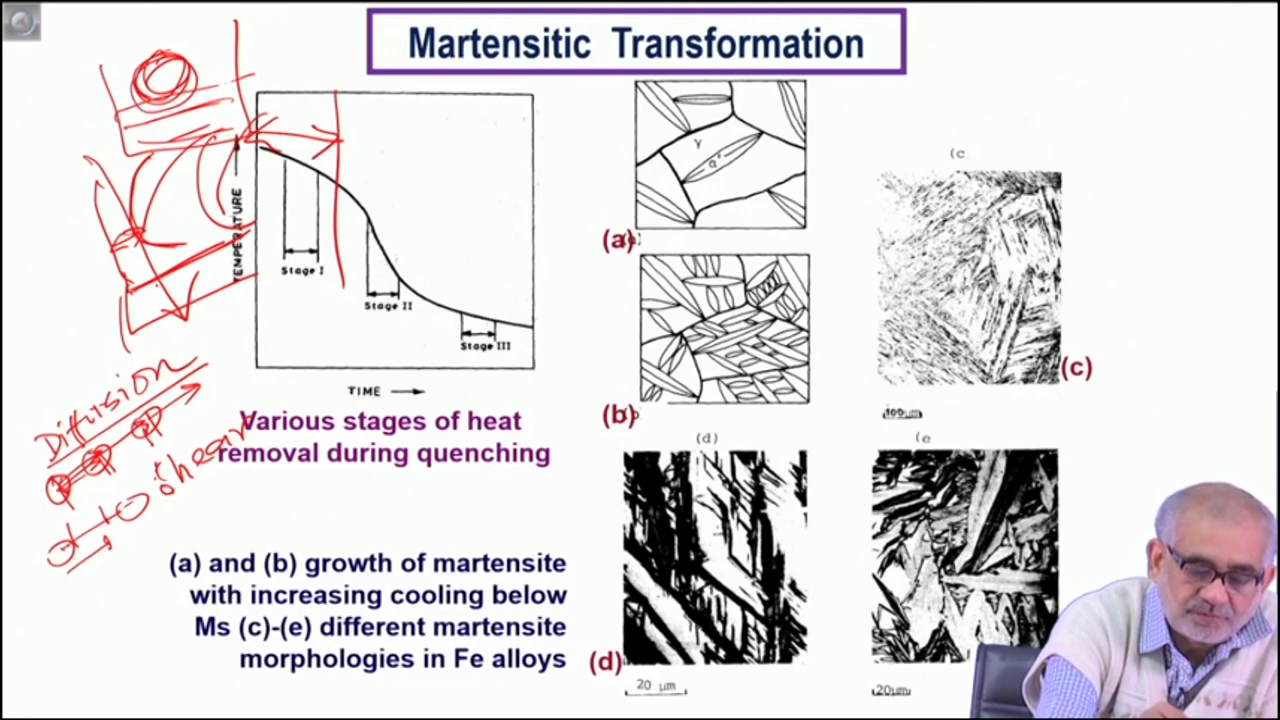 Martensitic Transformation
TEMPERATURE
Stage I
Stage II
Stage III
TIME
Various stages of heat
removal during quenching
Diffusion
shear
(a) and (b) growth of martensite
with increasing cooling below
Ms (c)-(e) different martensite
morphologies in Fe alloys
γ
α'
(a)
(b)
(c
(c)
100µm
(d)
(d)
20 µm
(e
20µm